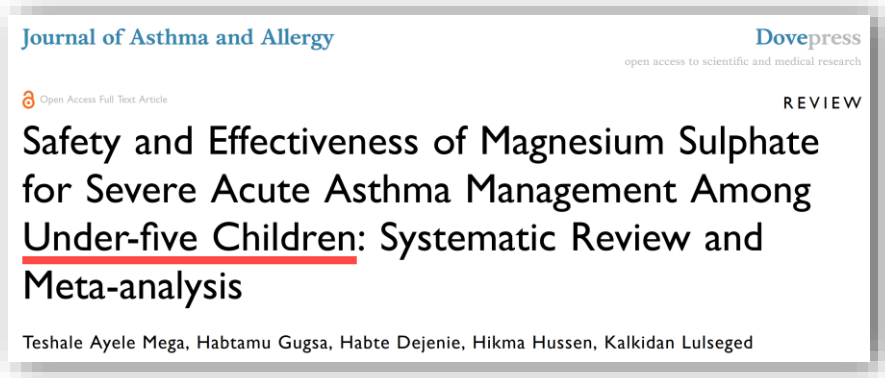 Journal of Asthma and Allergy
Dovepress
open access to scientific and medical research
Open Access Full Text Article
REVIEW
Safety and Effectiveness of Magnesium Sulphate
for Severe Acute Asthma Management Among
Under-five Children: Systematic Review and
Meta-analysis
Teshale Ayele Mega, Habtamu Gugsa, Habte Dejenie, Hikma Hussen, Kalkidan Lulseged